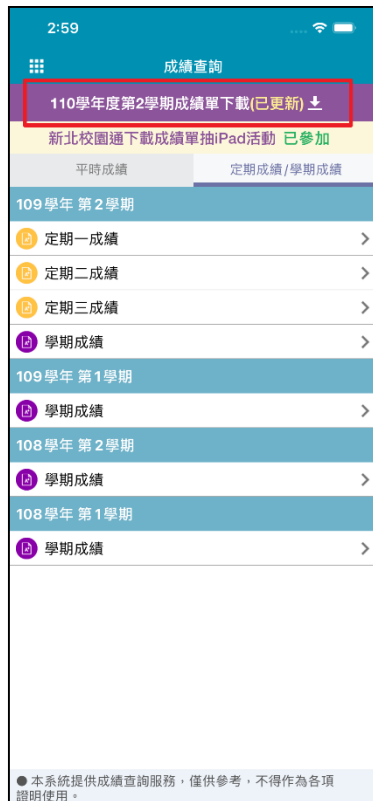 2:59
成績查詢
110學年度第2學期成績單下載(已更新)
新北校園通下載成績單抽iPad活動 已參加
平時成績 定期成績/學期成績
109學年 第2學期
定期一成績
定期二成績
定期三成績
學期成績
109學年 第1學期
學期成績
108學年 第2學期
學期成績
108學年 第1學期
學期成績
● 本系統提供成績查詢服務，僅供參考，不得作為各項
證明使用。